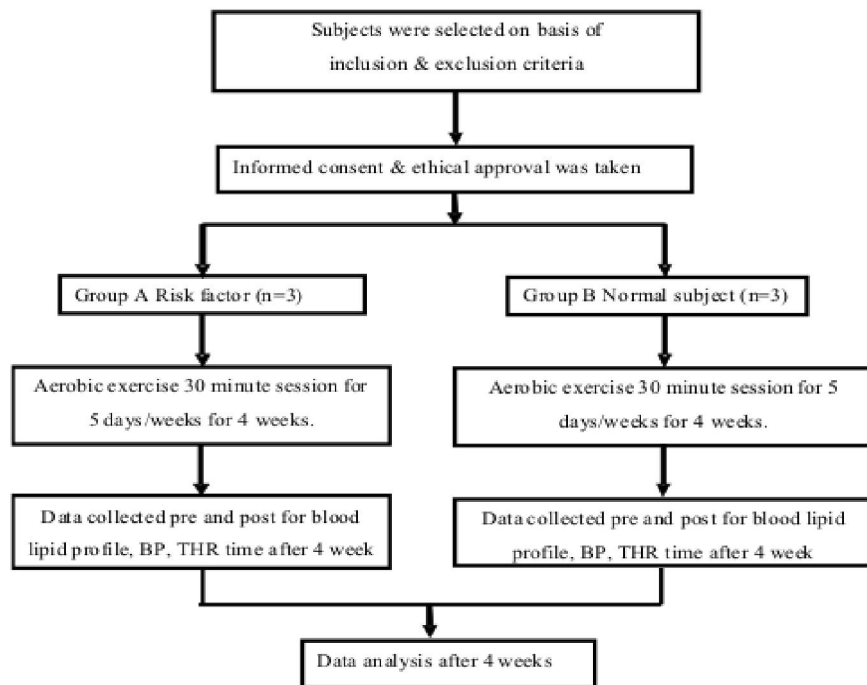 Subjects were selected on basis of
inclusion & exclusion criteria
Informed consent & ethical approval was taken
Group A Risk factor (n=3)
Group B Normal subject (n=3)
Aerobic exercise 30 minute session for
5 days/weeks for 4 weeks.
Aerobic exercise 30 minute session for 5
days/weeks for 4 weeks.
Data collected pre and post for blood
lipid profile, BP, THR time after 4 week
Data collected pre and post for blood lipid
profile, BP, THR time after 4 week
Data analysis after 4 weeks